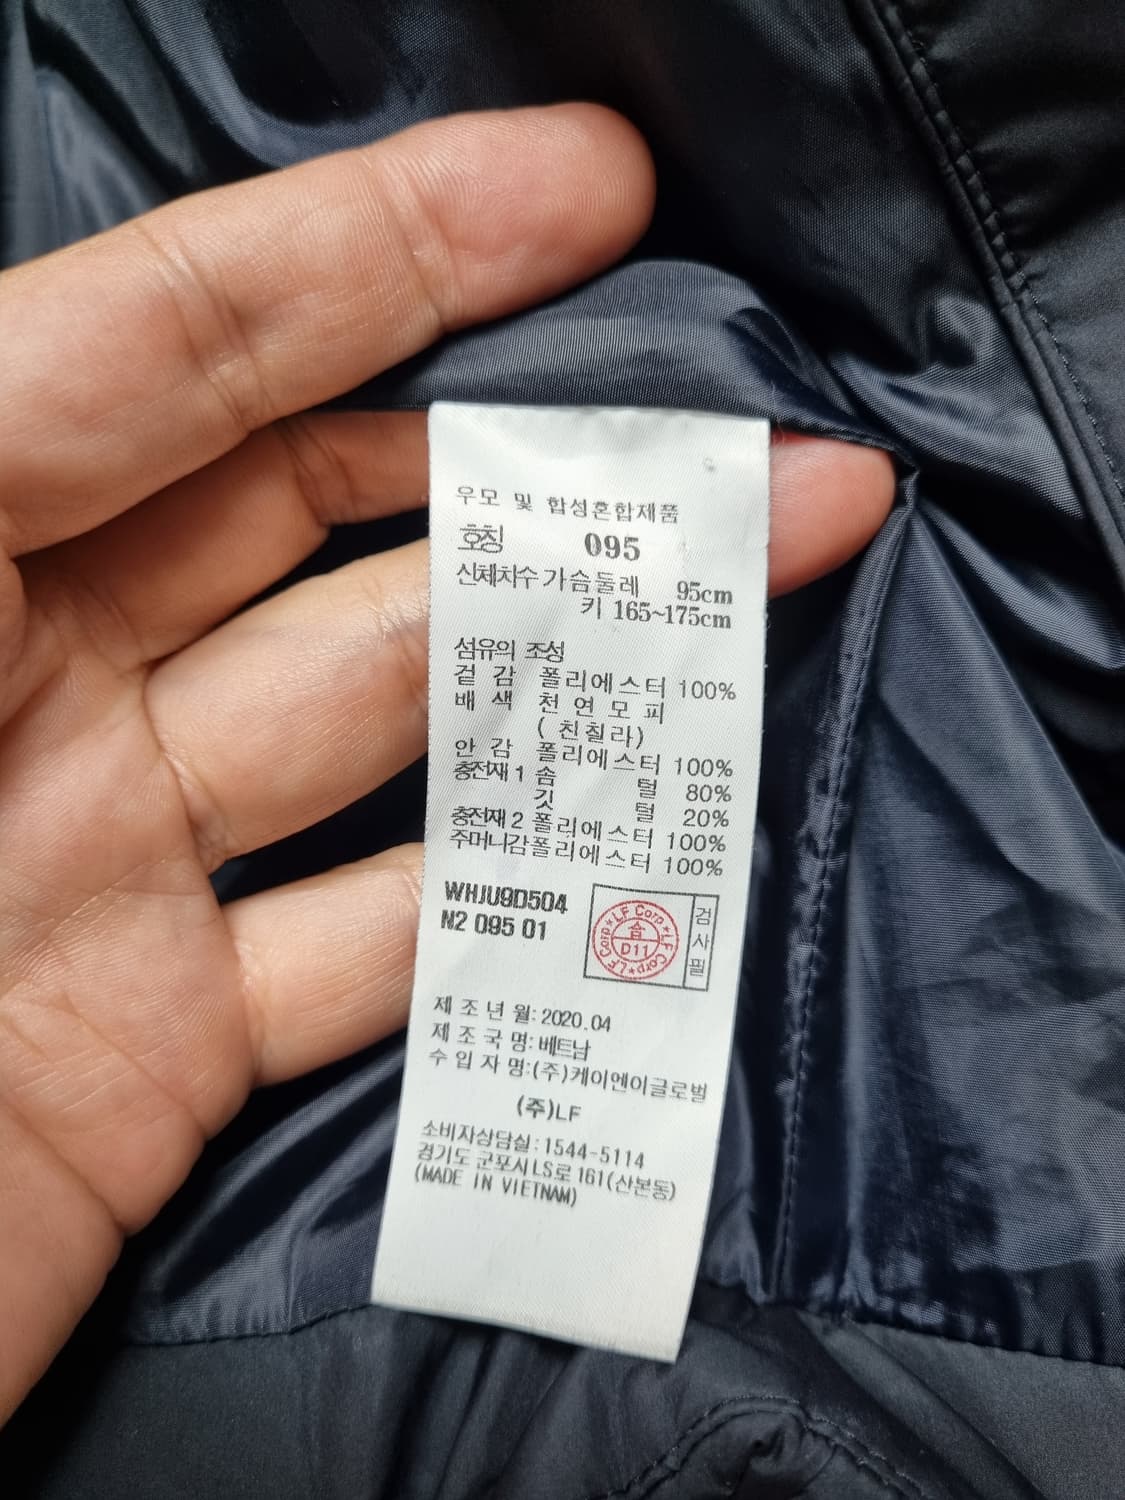 우모 및 합성혼합제품
호칭 095
신체치수 가슴둘레 95cm
키 165~175cm
섬유의 조성
겉 감 폴리에스터 100%
배 색 천 연 모 피
( 친칠라)
안 감 폴리에스터 100%
충전재 1 솜 털 80%
깃 털 20%
충전재 2 폴리에스터 100%
주머니감폴리에스터 100%
WHJU9D504
N2 095 01
LF Corp★LF Corp★LF Corp★
합
D11
검사필
제 조 년 월: 2020.04
제 조 국 명: 베트남
수 입 자 명:(주)케이엔이글로벌
(주)LF
소비자상담실:1544-5114
경기도 군포시LS로 161(산본동)
(MADE IN VIETNAM)